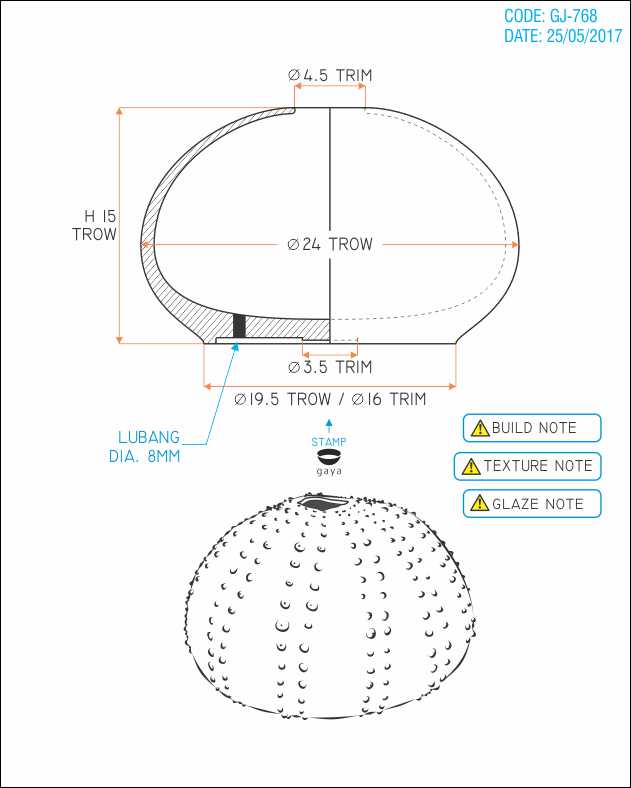 CODE: GJ-768
DATE: 25/05/2017
Ø4.5 TRIM
H 15
TROW
Ø24 TROW
Ø3.5 TRIM
Ø19.5 TROW / Ø16 TRIM
LUBANG
DIA. 8MM
STAMP
gaya
BUILD NOTE
TEXTURE NOTE
GLAZE NOTE